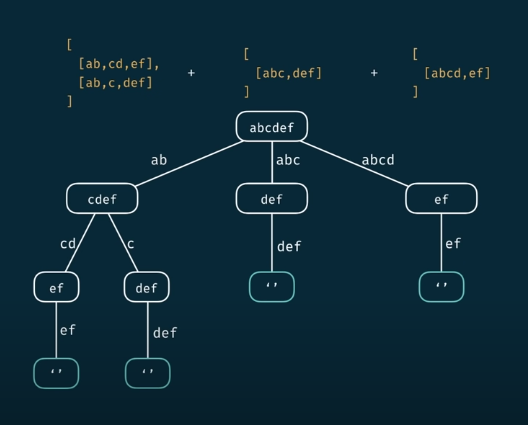 [
[ab,cd,ef],
[ab,c,def]
]
+
[
[abc,def]
]
+
[
[abcd,ef]
]
abcdef
ab
abc
abcd
cdef
def
ef
cd
c
def
ef
ef
def
‘’
‘’
ef
def
‘’
‘’